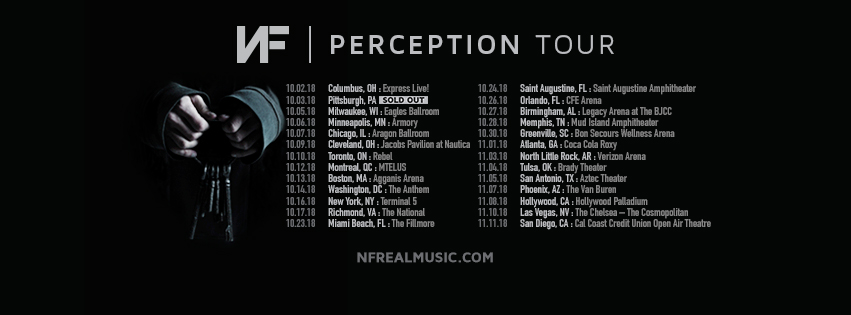 NF | PERCEPTION TOUR
10.02.18 Columbus, OH : Express Live!
10.03.18 Pittsburgh, PA SOLD OUT
10.05.18 Milwaukee, WI : Eagles Ballroom
10.06.18 Minneapolis, MN : Armory
10.07.18 Chicago, IL : Aragon Ballroom
10.09.18 Cleveland, OH : Jacobs Pavilion at Nautica
10.10.18 Toronto, ON : Rebel
10.12.18 Montreal, QC : MTELUS
10.13.18 Boston, MA : Agganis Arena
10.14.18 Washington, DC : The Anthem
10.16.18 New York, NY : Terminal 5
10.17.18 Richmond, VA : The National
10.23.18 Miami Beach, FL : The Fillmore
10.24.18 Saint Augustine, FL : Saint Augustine Amphitheater
10.26.18 Orlando, FL : CFE Arena
10.27.18 Birmingham, AL : Legacy Arena at The BJCC
10.28.18 Memphis, TN : Mud Island Amphitheater
10.30.18 Greenville, SC : Bon Secours Wellness Arena
11.01.18 Atlanta, GA : Coca Cola Roxy
11.03.18 North Little Rock, AR : Verizon Arena
11.04.18 Tulsa, OK : Brady Theater
11.05.18 San Antonio, TX : Aztec Theater
11.07.18 Phoenix, AZ : The Van Buren
11.08.18 Hollywood, CA : Hollywood Palladium
11.10.18 Las Vegas, NV : The Chelsea – The Cosmopolitan
11.11.18 San Diego, CA : Cal Coast Credit Union Open Air Theatre
NFREALMUSIC.COM